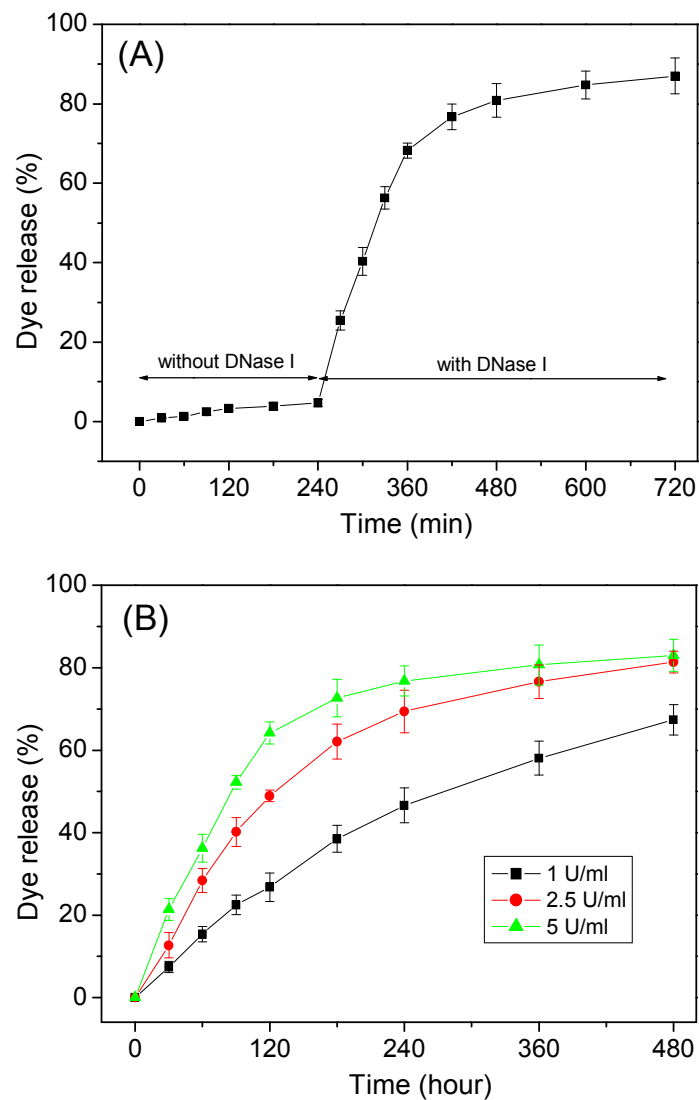 (A)
100
80
60
40
20
0
Dye release (%)
without DNase I
with DNase I
0 120 240 360 480 600 720
Time (min)
(B)
100
80
60
40
20
0
Dye release (%)
1 U/ml
2.5 U/ml
5 U/ml
0 120 240 360 480
Time (hour)